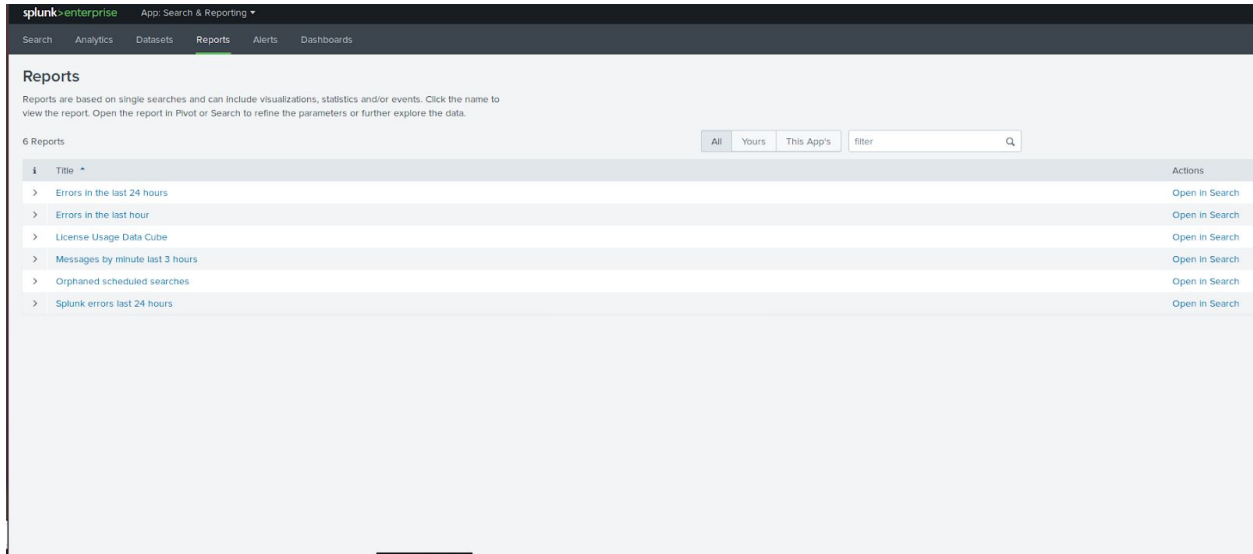 splunk>enterprise App: Search & Reporting
Search Analytics Datasets Reports Alerts Dashboards
Reports
Reports are based on single searches and can include visualizations, statistics and/or events. Click the name to
view the report. Open the report in Pivot or Search to refine the parameters or further explore the data.
6 Reports All Yours This App's filter
i Title Actions
> Errors in the last 24 hours Open in Search
> Errors in the last hour Open in Search
> License Usage Data Cube Open in Search
> Messages by minute last 3 hours Open in Search
> Orphaned scheduled searches Open in Search
> Splunk errors last 24 hours Open in Search